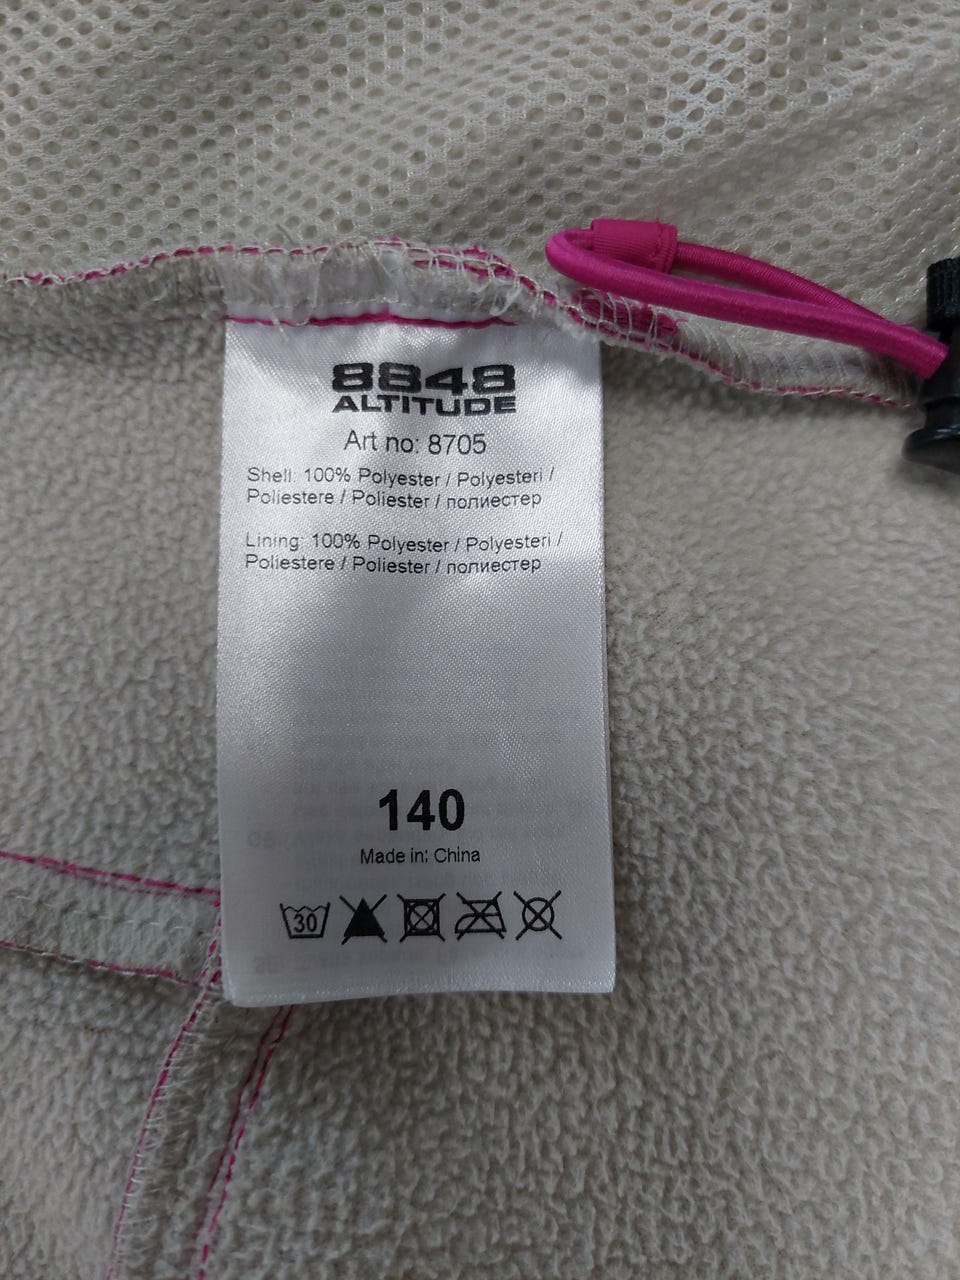 8848
ALTITUDE
Art no: 8705
Shell: 100% Polyester / Polyesteri /
Poliestere / Poliester / полиестер
Lining: 100% Polyester / Polyesteri /
Poliestere / Poliester / полиестер
140
Made in: China
30